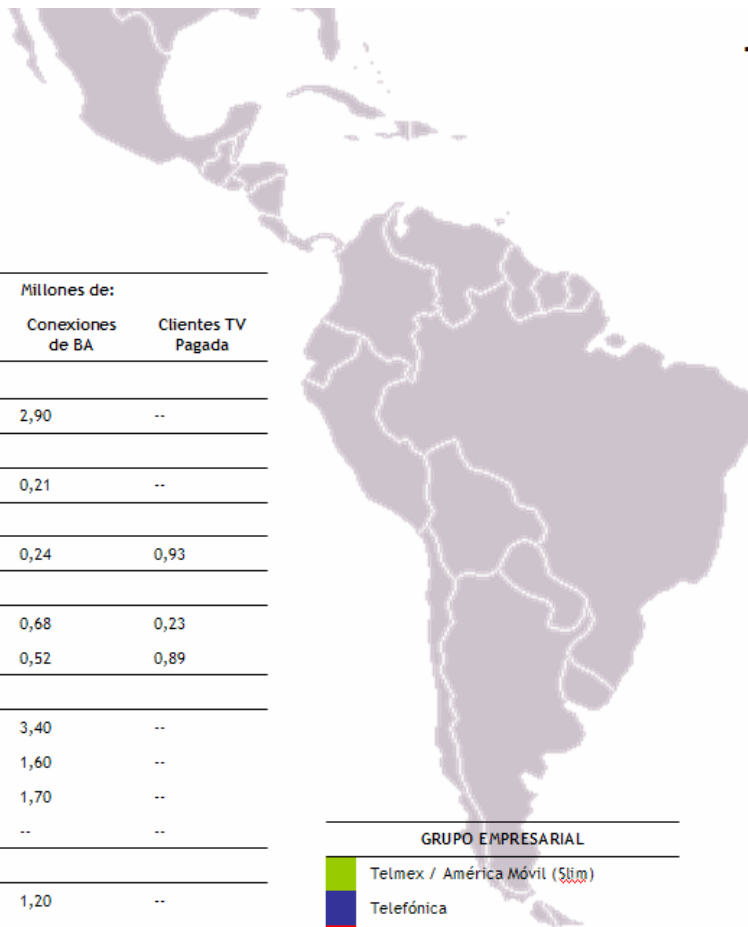 Millones de:
Conexiones de BA Clientes TV Pagada
2,90 --
0,21 --
0,24 0,93
0,68 0,23
0,52 0,89
3,40 --
1,60 --
1,70 --
-- --
1,20 --
GRUPO EMPRESARIAL
Telmex / América Móvil (Slim)
Telefónica